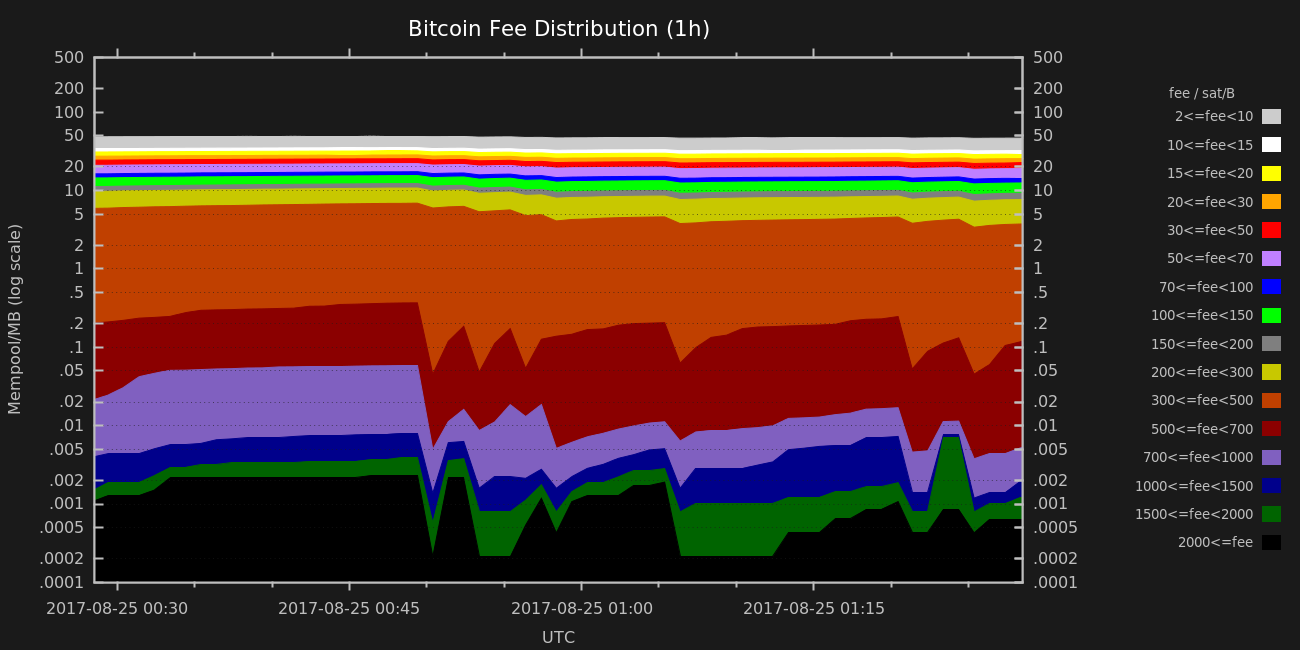 Bitcoin Fee Distribution (1h)
500
200
100
50
20
10
5
2
1
.5
.2
.1
.05
.02
.01
.005
.002
.001
.0005
.0002
.0001
Mempool/MB (log scale)
500
200
100
50
20
10
5
2
1
.5
.2
.1
.05
.02
.01
.005
.002
.001
.0005
.0002
.0001
2017-08-25 00:30 2017-08-25 00:45 2017-08-25 01:00 2017-08-25 01:15
UTC
fee / sat/B
2<=fee<10
10<=fee<15
15<=fee<20
20<=fee<30
30<=fee<50
50<=fee<70
70<=fee<100
100<=fee<150
150<=fee<200
200<=fee<300
300<=fee<500
500<=fee<700
700<=fee<1000
1000<=fee<1500
1500<=fee<2000
2000<=fee